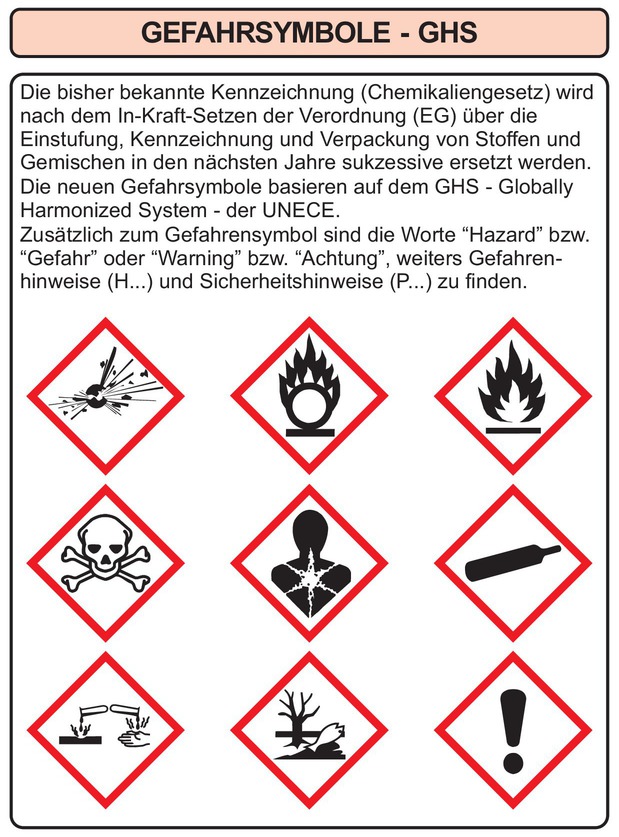 GEFAHRSYMBOLE - GHS
Die bisher bekannte Kennzeichnung (Chemikaliengesetz) wird
nach dem In-Kraft-Setzen der Verordnung (EG) über die
Einstufung, Kennzeichnung und Verpackung von Stoffen und
Gemischen in den nächsten Jahre sukzessive ersetzt werden.
Die neuen Gefahrsymbole basieren auf dem GHS - Globally
Harmonized System - der UNECE.
Zusätzlich zum Gefahrensymbol sind die Worte “Hazard” bzw.
“Gefahr” oder “Warning” bzw. “Achtung”, weiters Gefahren-
hinweise (H...) und Sicherheitshinweise (P...) zu finden.